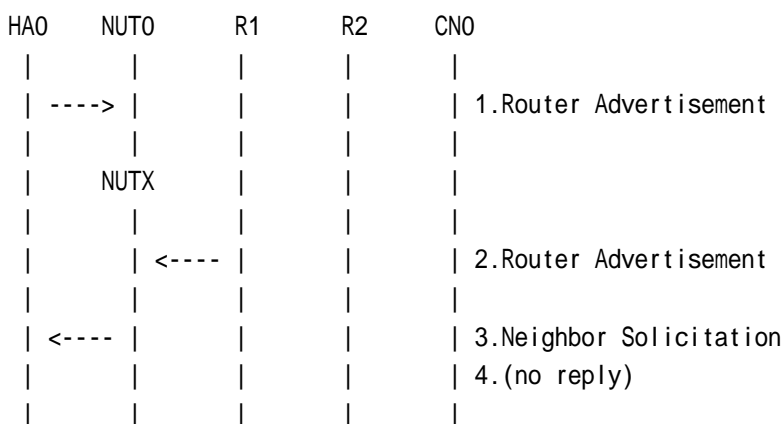 HA0 NUT0 R1 R2 CN0
| | | | |
| ----> | | | | 1.Router Advertisement
| | | | |
| NUTX | | |
| | | | |
| | <---- | | | 2.Router Advertisement
| | | | |
| <---- | | | | 3.Neighbor Solicitation
| | | | | 4.(no reply)
| | | | |